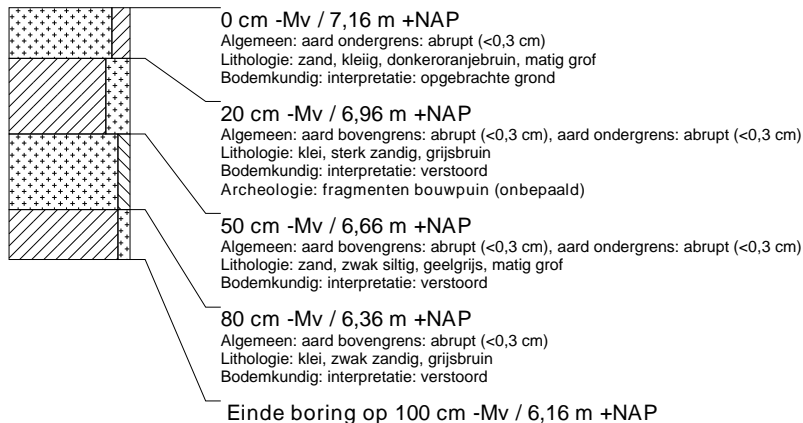 0 cm -Mv / 7,16 m +NAP
Algemeen: aard ondergrens: abrupt (<0,3 cm)
Lithologie: zand, kleiig, donkeroranjebruin, matig grof
Bodemkundig: interpretatie: opgebrachte grond
20 cm -Mv / 6,96 m +NAP
Algemeen: aard bovengrens: abrupt (<0,3 cm), aard ondergrens: abrupt (<0,3 cm)
Lithologie: klei, sterk zandig, grijsbruin
Bodemkundig: interpretatie: verstoord
Archeologie: fragmenten bouwpuin (onbepaald)
50 cm -Mv / 6,66 m +NAP
Algemeen: aard bovengrens: abrupt (<0,3 cm), aard ondergrens: abrupt (<0,3 cm)
Lithologie: zand, zwak siltig, geelgrijs, matig grof
Bodemkundig: interpretatie: verstoord
80 cm -Mv / 6,36 m +NAP
Algemeen: aard bovengrens: abrupt (<0,3 cm)
Lithologie: klei, zwak zandig, grijsbruin
Bodemkundig: interpretatie: verstoord
Einde boring op 100 cm -Mv / 6,16 m +NAP